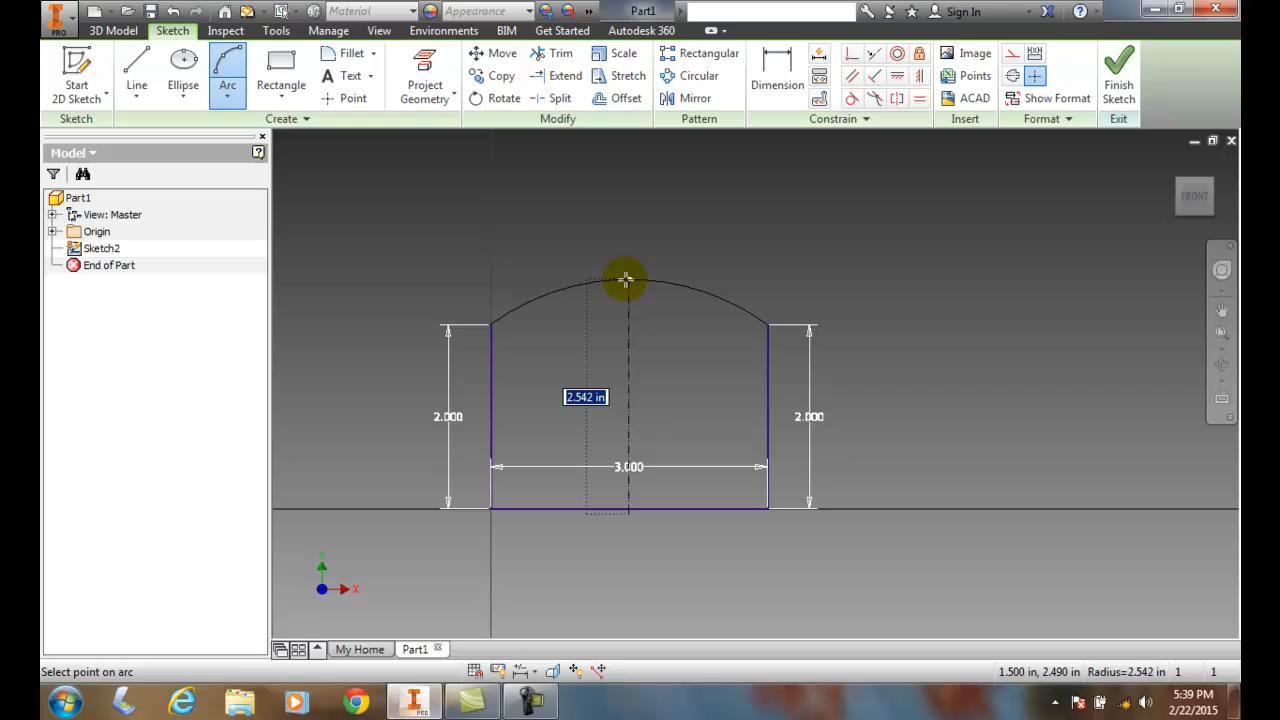 Material
Appearance
Part1
Sign In
PRO
3D Model
Sketch
Inspect
Tools
Manage
View
Environments
BIM
Get Started
Autodesk 360
Start
2D Sketch
Line
Ellipse
Arc
Rectangle
Fillet
Text
Point
Project
Geometry
Move
Copy
Rotate
Trim
Extend
Split
Scale
Stretch
Offset
Rectangular
Circular
Mirror
Dimension
Image
Points
ACAD
Show Format
Finish
Sketch
Sketch
Create
Modify
Pattern
Constrain
Insert
Format
Exit
Model
Part1
View: Master
Origin
Sketch2
End of Part
FRONT
2.542 in
2.000
2.000
3.000
X
My Home
Part1
Select point on arc
1.500 in, 2.490 in
Radius=2.542 in
1
1
PRO
5:39 PM
2/22/2015